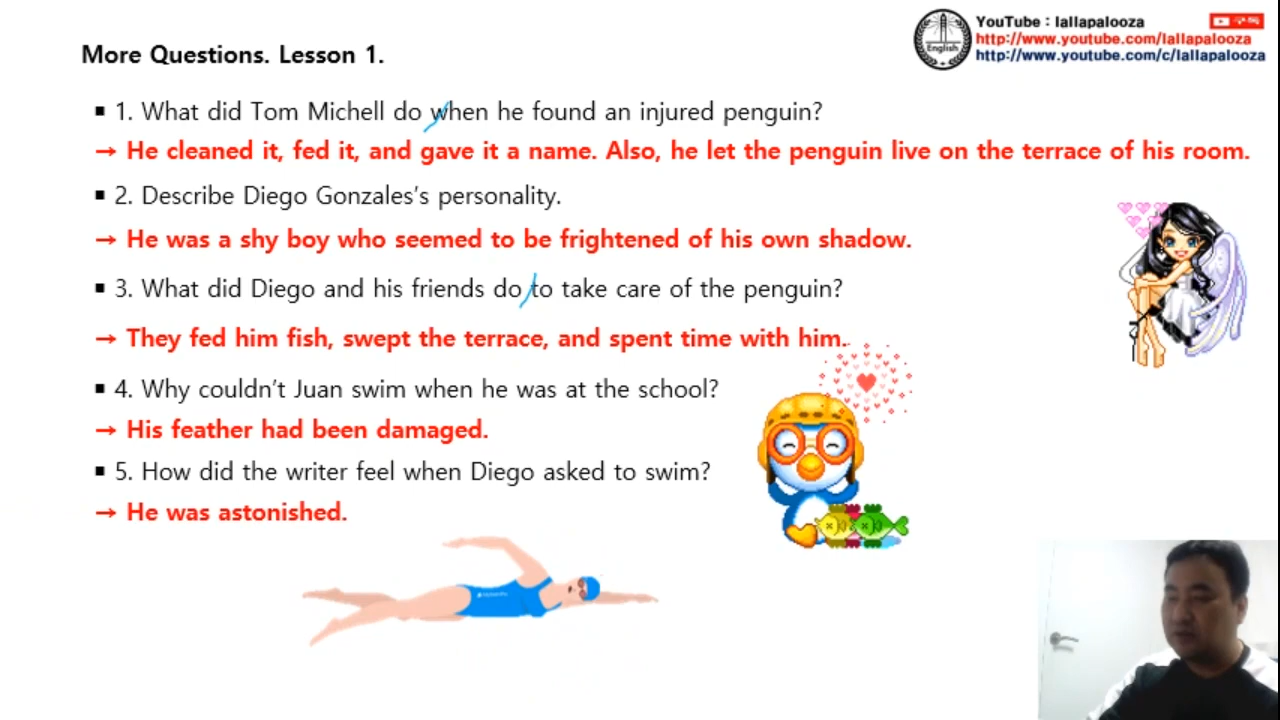 YouTube : lallapalooza
http://www.youtube.com/lallapalooza
http://www.youtube.com/c/lallapalooza
English
More Questions. Lesson 1.
▪ 1. What did Tom Michell do when he found an injured penguin?
→ He cleaned it, fed it, and gave it a name. Also, he let the penguin live on the terrace of his room.
▪ 2. Describe Diego Gonzales's personality.
→ He was a shy boy who seemed to be frightened of his own shadow.
▪ 3. What did Diego and his friends do to take care of the penguin?
→ They fed him fish, swept the terrace, and spent time with him.
▪ 4. Why couldn't Juan swim when he was at the school?
→ His feather had been damaged.
▪ 5. How did the writer feel when Diego asked to swim?
→ He was astonished.